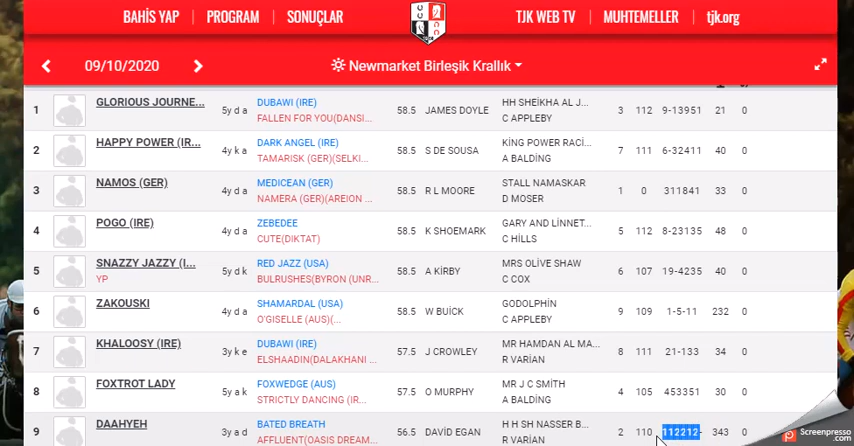 BAHİS YAP | PROGRAM | SONUÇLAR TJK WEB TV | MUHTEMELLER | tjk.org
09/10/2020 Newmarket Birleşik Krallık
1 GLORIOUS JOURNE... 5y d a DUBAWI (IRE) 58.5 JAMES DOYLE HH SHEİKHA AL J... 3 112 9-13951 21 0
FALLEN FOR YOU(DANSI... C APPLEBY
2 HAPPY POWER (IR... 4y k a DARK ANGEL (IRE) 58.5 S DE SOUSA KİNG POWER RACİ... 7 111 6-32411 40 0
TAMARISK (GER)(SELKI... A BALDİNG
3 NAMOS (GER) 4y d a MEDICEAN (GER) 58.5 R L MOORE STALL NAMASKAR 1 0 311841 33 0
NAMERA (GER)(AREION ... D MOSER
4 POGO (IRE) 4y d a ZEBEDEE 58.5 K SHOEMARK GARY AND LİNNET... 5 112 8-23135 48 0
CUTE(DIKTAT) C HİLLS
5 SNAZZY JAZZY (I... 5y d k RED JAZZ (USA) 58.5 A KİRBY MRS OLİVE SHAW 6 107 19-4235 40 0
YP BULRUSHES(BYRON (UNR... C COX
6 ZAKOUSKI 4y d a SHAMARDAL (USA) 58.5 W BUİCK GODOLPHİN 9 109 1-5-11 232 0
O'GISELLE (AUS)(... C APPLEBY
7 KHALOOSY (IRE) 3y k e DUBAWI (IRE) 57.5 J CROWLEY MR HAMDAN AL MA... 8 111 21-133 34 0
ELSHAADIN(DALAKHANI ... R VARİAN
8 FOXTROT LADY 5y a k FOXWEDGE (AUS) 57.5 O MURPHY MR J C SMİTH 4 105 453351 30 0
STRICTLY DANCING (IR... A BALDİNG
9 DAAHYEH 3y a d BATED BREATH 56.5 DAVİD EGAN H H SH NASSER B... 2 110 112212- 343 0
AFFLUENT(OASIS DREAM... R VARİAN
Screenpresso
.com